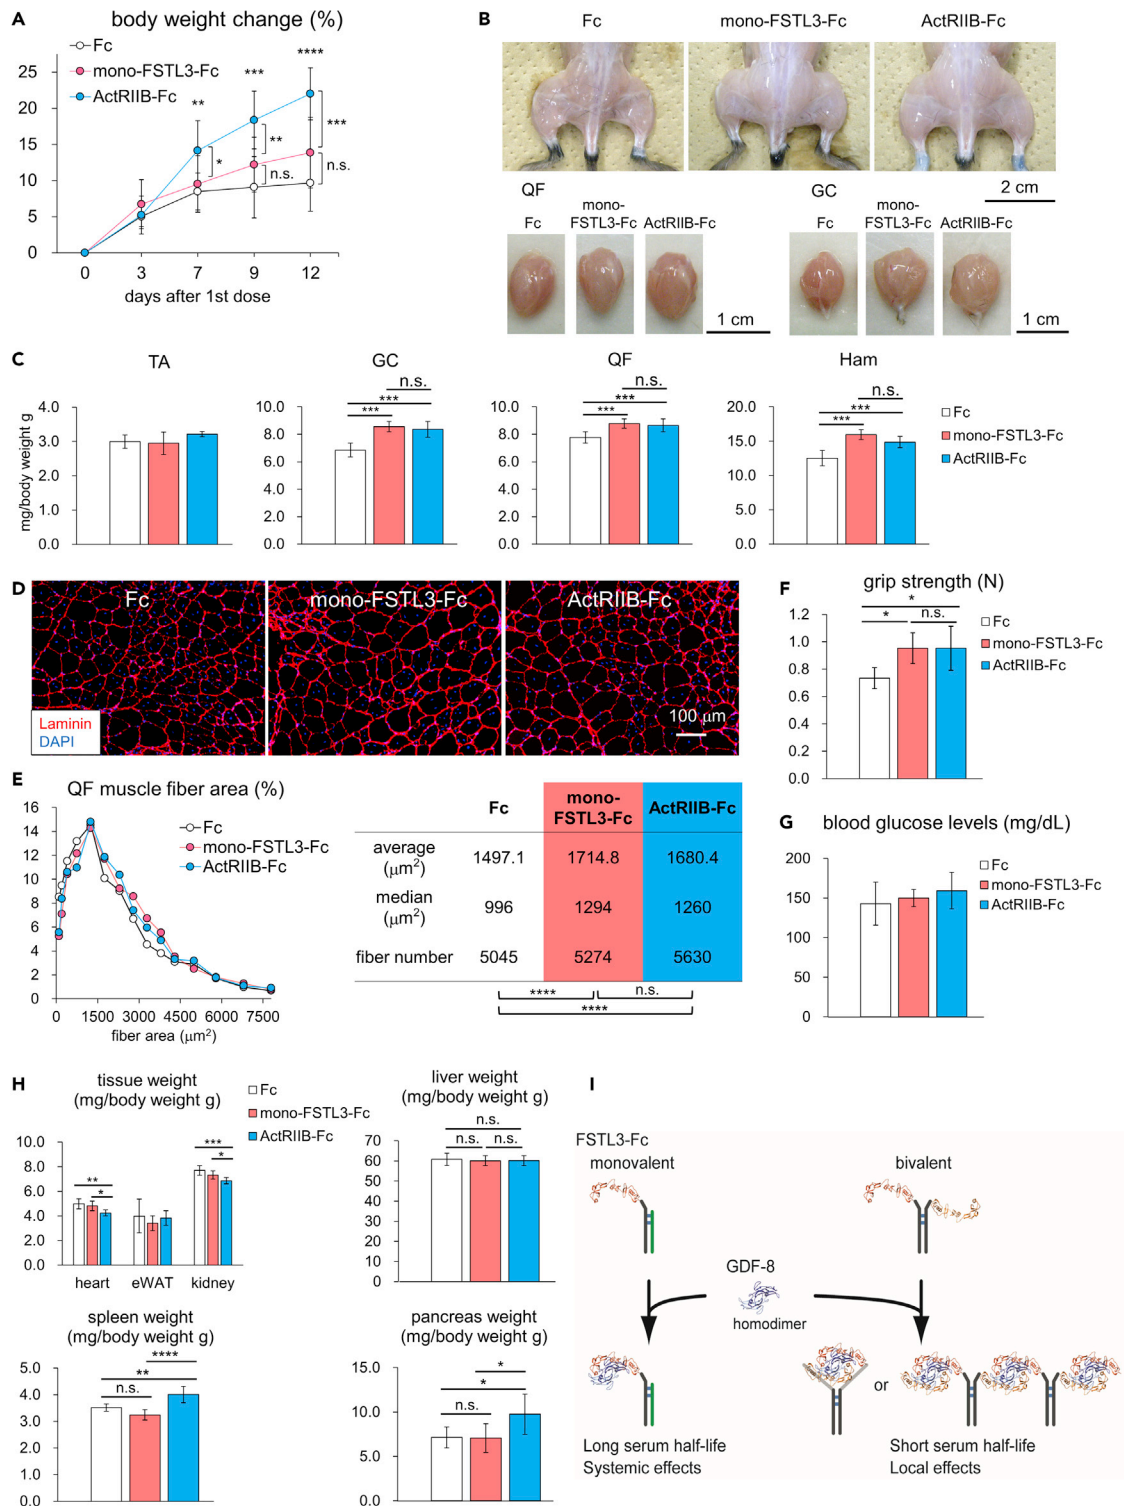 A
body weight change (%)
Fc
mono-FSTL3-Fc
ActRIIB-Fc
25
20
15
10
5
0
**
***
****
*
**
n.s.
***
n.s.
0 3 7 9 12
days after 1st dose
B
Fc mono-FSTL3-Fc ActRIIB-Fc
2 cm
QF
Fc
mono-
FSTL3-Fc
ActRIIB-Fc
1 cm
GC
Fc
mono-
FSTL3-Fc
ActRIIB-Fc
1 cm
C
mg/body weight g
TA
4.0
3.0
2.0
1.0
0.0
GC
n.s.
***
***
10.0
8.0
6.0
4.0
2.0
0.0
QF
n.s.
***
***
10.0
8.0
6.0
4.0
2.0
0.0
Ham
n.s.
***
***
20.0
15.0
10.0
5.0
0.0
Fc
mono-FSTL3-Fc
ActRIIB-Fc
D
Fc mono-FSTL3-Fc ActRIIB-Fc
Laminin
DAPI
100 μm
E
QF muscle fiber area (%)
16
14
12
10
8
6
4
2
0
Fc
mono-FSTL3-Fc
ActRIIB-Fc
0 1500 3000 4500 6000 7500
fiber area (μm²)
Fc
mono-
FSTL3-Fc
ActRIIB-Fc
average
(μm²)
1497.1 1714.8 1680.4
median
(μm²)
996 1294 1260
fiber number 5045 5274 5630
**** n.s.
****
F
grip strength (N)
1.2
1.0
0.8
0.6
0.4
0.2
0.0
*
* n.s.
Fc
mono-FSTL3-Fc
ActRIIB-Fc
G
blood glucose levels (mg/dL)
200
150
100
50
0
Fc
mono-FSTL3-Fc
ActRIIB-Fc
H
tissue weight
(mg/body weight g)
Fc
mono-FSTL3-Fc
ActRIIB-Fc
10.0
8.0
6.0
4.0
2.0
0.0
**
*
***
*
heart eWAT kidney
liver weight
(mg/body weight g)
n.s.
n.s. n.s.
70
60
50
40
30
20
10
0
spleen weight
(mg/body weight g)
****
**
n.s.
5.0
4.0
3.0
2.0
1.0
0.0
pancreas weight
(mg/body weight g)
*
*
n.s.
15.0
10.0
5.0
0.0
I
FSTL3-Fc
monovalent
bivalent
GDF-8
homodimer
or
Long serum half-life
Systemic effects
Short serum half-life
Local effects